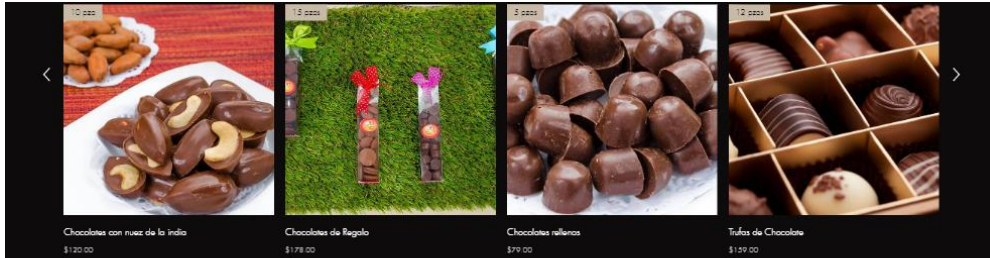 10 pzas
15 pzas
5 pzas
12 pzas
Chocolates con nuez de la india
$120.00
Chocolates de Regalo
$178.00
Chocolates rellenos
$79.00
Trufas de Chocolate
$159.00